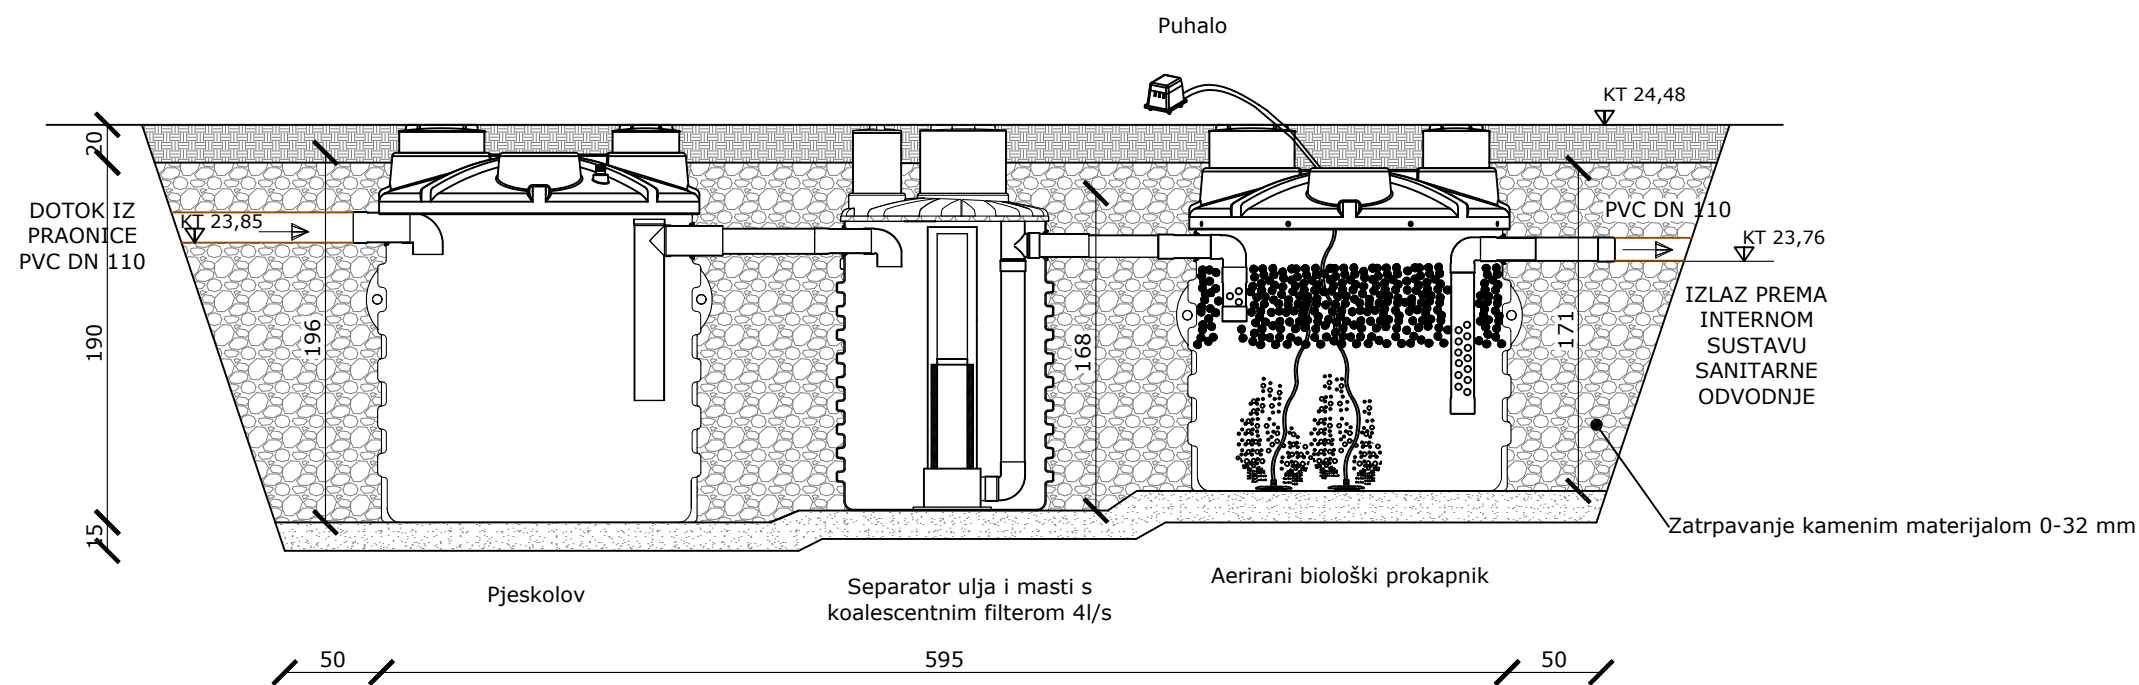 Puhalo
KT 24,48
20
DOTOK IZ
PRAONICE
PVC DN 110
KT 23,85
PVC DN 110
KT 23,76
IZLAZ PREMA
INTERNOM
SUSTAVU
SANITARNE
ODVODNJE
190
196
168
171
15
Zatrpavanje kamenim materijalom 0-32 mm
Pjeskolov
Separator ulja i masti s
koalescentnim filterom 4l/s
Aerirani biološki prokapnik
50
595
50